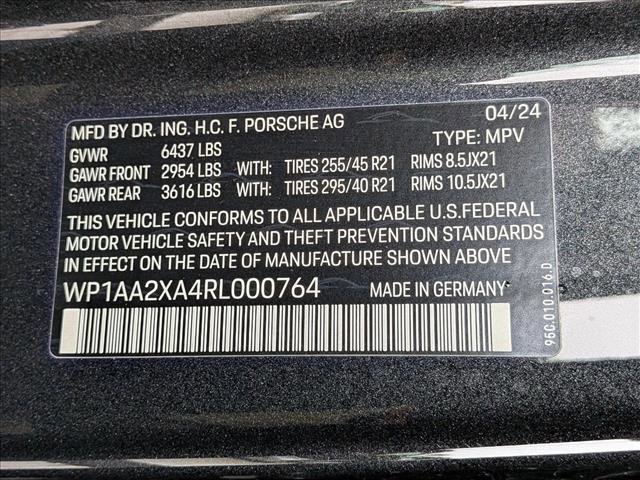 MFD BY DR. ING. H.C. F. PORSCHE AG 04/24
GVWR 6437 LBS TYPE: MPV
GAWR FRONT 2954 LBS WITH: TIRES 255/45 R21 RIMS 8.5JX21
GAWR REAR 3616 LBS WITH: TIRES 295/40 R21 RIMS 10.5JX21
THIS VEHICLE CONFORMS TO ALL APPLICABLE U.S.FEDERAL
MOTOR VEHICLE SAFETY AND THEFT PREVENTION STANDARDS
IN EFFECT ON THE DATE OF MANUFACTURE SHOWN ABOVE
WP1AA2XA4RL000764 MADE IN GERMANY
95C.010.016.D